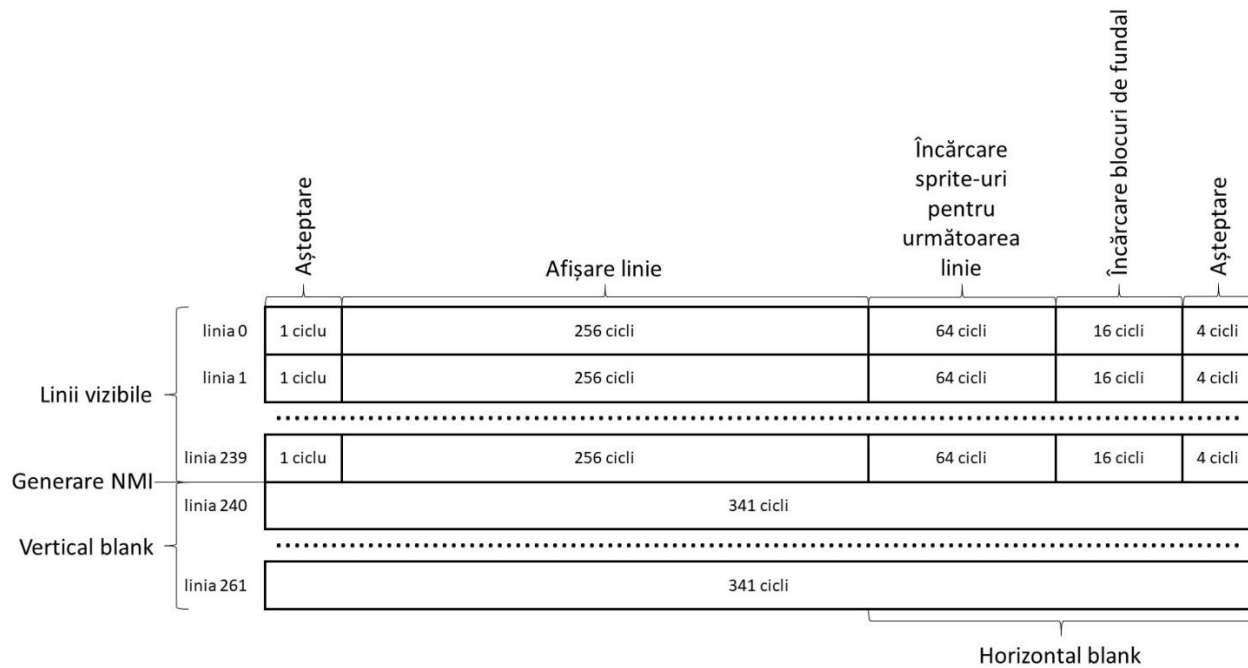 Așteptare
Afișare linie
Încărcare
sprite-uri
pentru
următoarea
linie
Încărcare blocuri de fundal
Așteptare
Linii vizibile
linia 0
1 ciclu
256 cicli
64 cicli
16 cicli
4 cicli
linia 1
1 ciclu
256 cicli
64 cicli
16 cicli
4 cicli
linia 239
1 ciclu
256 cicli
64 cicli
16 cicli
4 cicli
Generare NMI
Vertical blank
linia 240
341 cicli
linia 261
341 cicli
Horizontal blank